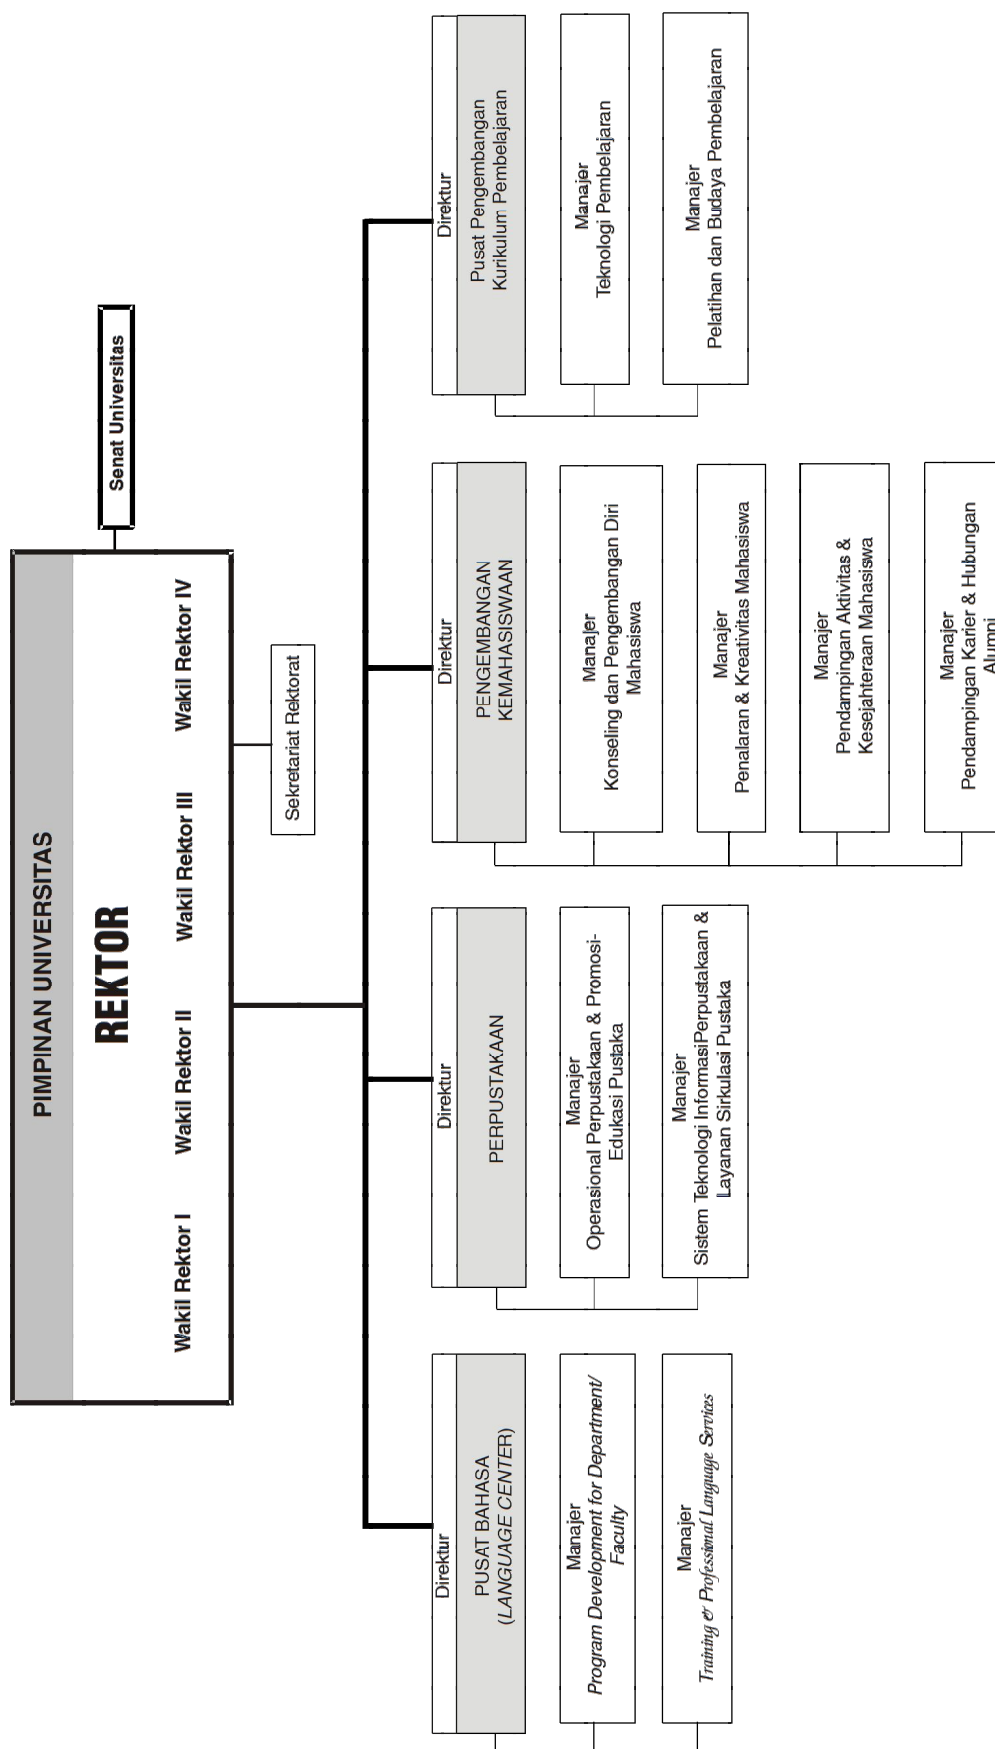 PIMPINAN UNIVERSITAS
REKTOR
Wakil Rektor I
Wakil Rektor II
Wakil Rektor III
Wakil Rektor IV
Senat Universitas
Sekretariat Rektorat
Direktur
PUSAT BAHASA
(LANGUAGE CENTER)
Manajer
Program Development for Department/
Faculty
Manajer
Training & Professional Language Services
Direktur
PERPUSTAKAAN
Manajer
Operasional Perpustakaan & Promosi-
Edukasi Pustaka
Manajer
Sistem Teknologi InformasiPerpustakaan &
Layanan Sirkulasi Pustaka
Direktur
PENGEMBANGAN
KEMAHASISWAAN
Manajer
Konseling dan Pengembangan Diri
Mahasiswa
Manajer
Penalaran & Kreativitas Mahasiswa
Manajer
Pendampingan Aktivitas &
Kesejahteraan Mahasiswa
Manajer
Pendampingan Karier & Hubungan
Alumni
Direktur
Pusat Pengembangan
Kurikulum Pembelajaran
Manajer
Teknologi Pembelajaran
Manajer
Pelatihan dan Budaya Pembelajaran